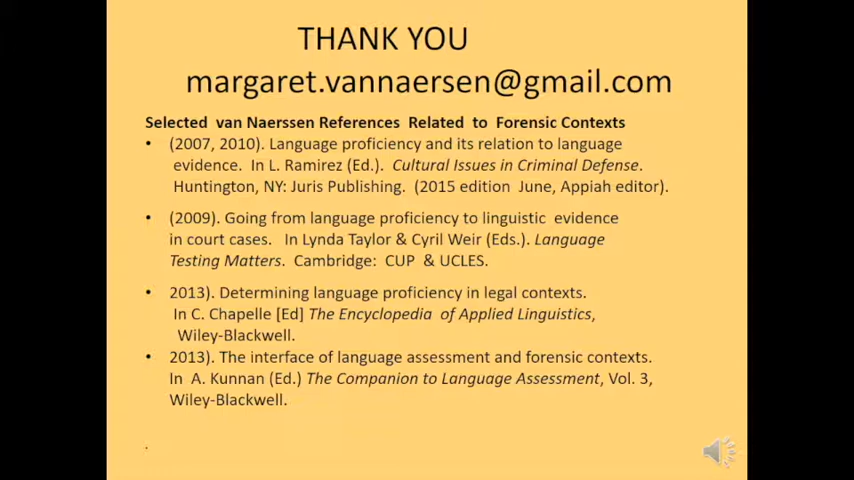 THANK YOU
margaret.vannaersen@gmail.com
Selected van Naerssen References Related to Forensic Contexts
• (2007, 2010). Language proficiency and its relation to language
evidence. In L. Ramirez (Ed.). Cultural Issues in Criminal Defense.
Huntington, NY: Juris Publishing. (2015 edition June, Appiah editor).
• (2009). Going from language proficiency to linguistic evidence
in court cases. In Lynda Taylor & Cyril Weir (Eds.). Language
Testing Matters. Cambridge: CUP & UCLES.
• 2013). Determining language proficiency in legal contexts.
In C. Chapelle [Ed] The Encyclopedia of Applied Linguistics,
Wiley-Blackwell.
• 2013). The interface of language assessment and forensic contexts.
In A. Kunnan (Ed.) The Companion to Language Assessment, Vol. 3,
Wiley-Blackwell.
.